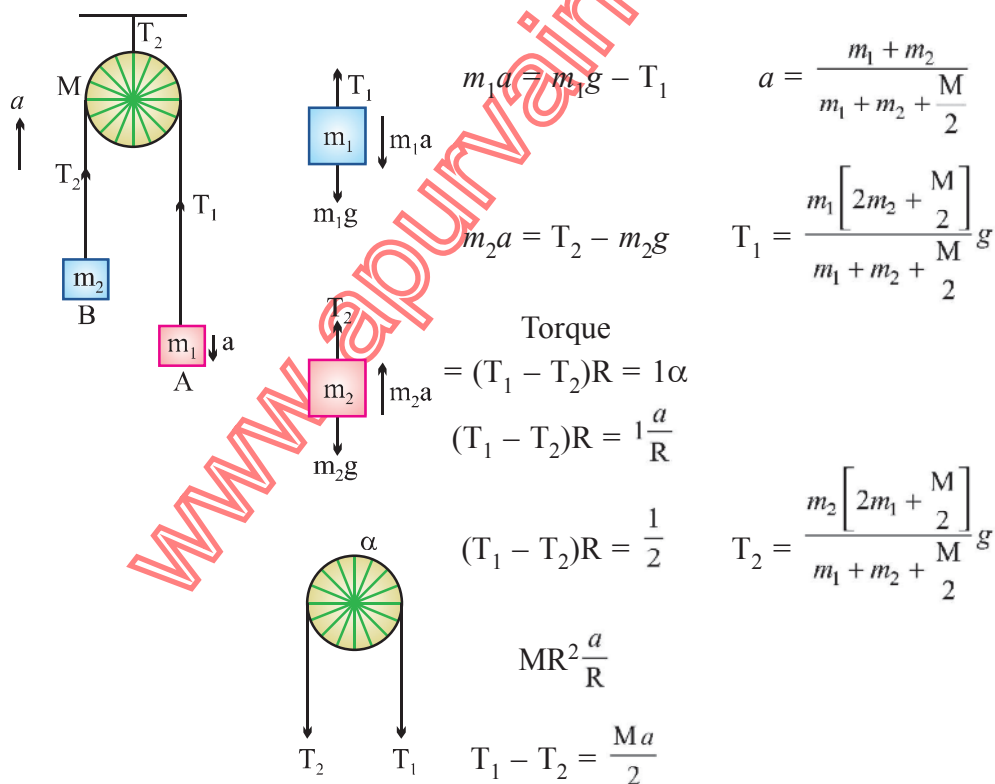 T₂
M
a
T₂
T₁
m₂
B
m₁
a
A
T₁
m₁
m₁a
m₁g
T₂
m₂
m₂a
m₂g
α
T₂
T₁
m₁a = m₁g – T₁
m₂a = T₂ – m₂g
Torque
= (T₁ – T₂)R = 1α
(T₁ – T₂)R = 1 a/R
(T₁ – T₂)R = 1/2
MR² a/R
T₁ – T₂ = Ma/2
a = (m₁ + m₂)/(m₁ + m₂ + M/2)
T₁ = m₁[2m₂ + M/2]/(m₁ + m₂ + M/2) g
T₂ = m₂[2m₁ + M/2]/(m₁ + m₂ + M/2) g
www.apurvain